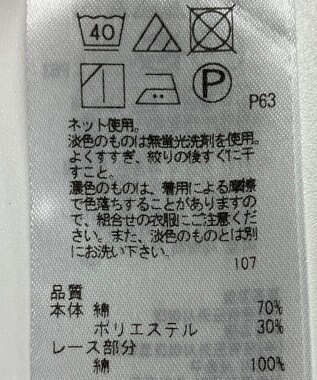 40
P
P63
ネット使用。
淡色のものは無蛍光洗剤を使用。
よくすすぎ、絞りの後すぐに干
すこと。
濃色のものは、着用による摩擦
で色落ちすることがありますの
で、組合せの衣服にご注意くだ
さい。また、淡色のものとは別
にお洗い下さい。
107
品質
本体 綿 70%
ポリエステル 30%
レース部分
綿 100%